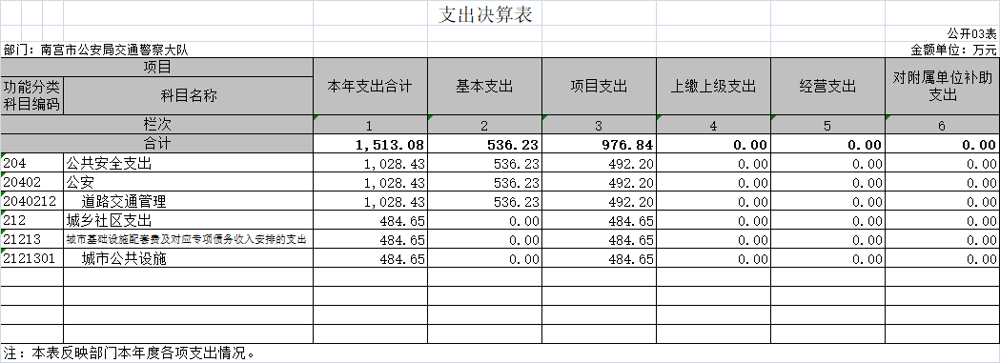 支出决算表
公开03表
部门：南宫市公安局交通警察大队 金额单位：万元
项目 本年支出合计 基本支出 项目支出 上缴上级支出 经营支出 对附属单位补助支出
功能分类科目编码 科目名称
栏次 1 2 3 4 5 6
合计 1,513.08 536.23 976.84 0.00 0.00 0.00
204 公共安全支出 1,028.43 536.23 492.20 0.00 0.00 0.00
20402 公安 1,028.43 536.23 492.20 0.00 0.00 0.00
2040212 道路交通管理 1,028.43 536.23 492.20 0.00 0.00 0.00
212 城乡社区支出 484.65 0.00 484.65 0.00 0.00 0.00
21213 城市基础设施配套费及对应专项债务收入安排的支出 484.65 0.00 484.65 0.00 0.00 0.00
2121301 城市公共设施 484.65 0.00 484.65 0.00 0.00 0.00
注：本表反映部门本年度各项支出情况。